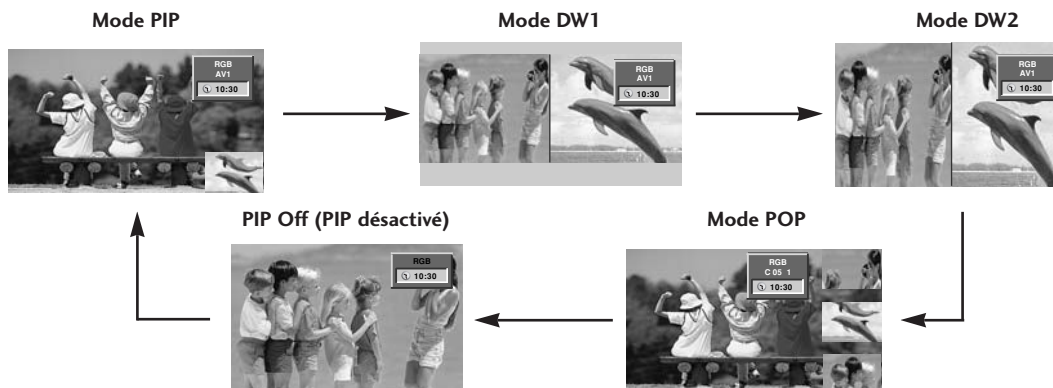 Mode PIP
Mode DW1
Mode DW2
RGB
AV1
10:30
RGB
AV1
10:30
RGB
AV1
10:30
PIP Off (PIP désactivé)
Mode POP
RGB
10:30
RGB
C 05 1
10:30